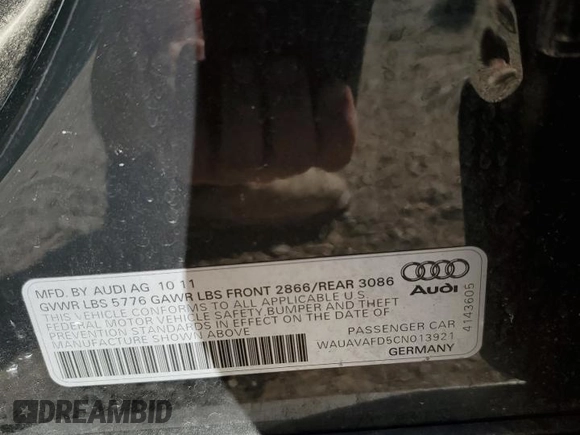 MFD. BY AUDI AG 10 11
GVWR LBS 5776 GAWR LBS FRONT 2866/REAR 3086
THIS VEHICLE CONFORMS TO ALL APPLICABLE U.S.
FEDERAL MOTOR VEHICLE SAFETY,BUMPER AND THEFT
PREVENTION STANDARDS IN EFFECT ON THE DATE OF
MANUFACTURE SHOWN ABOVE
Audi
PASSENGER CAR
WAUAVAFD5CN013921
GERMANY
4143605
DREAMBID